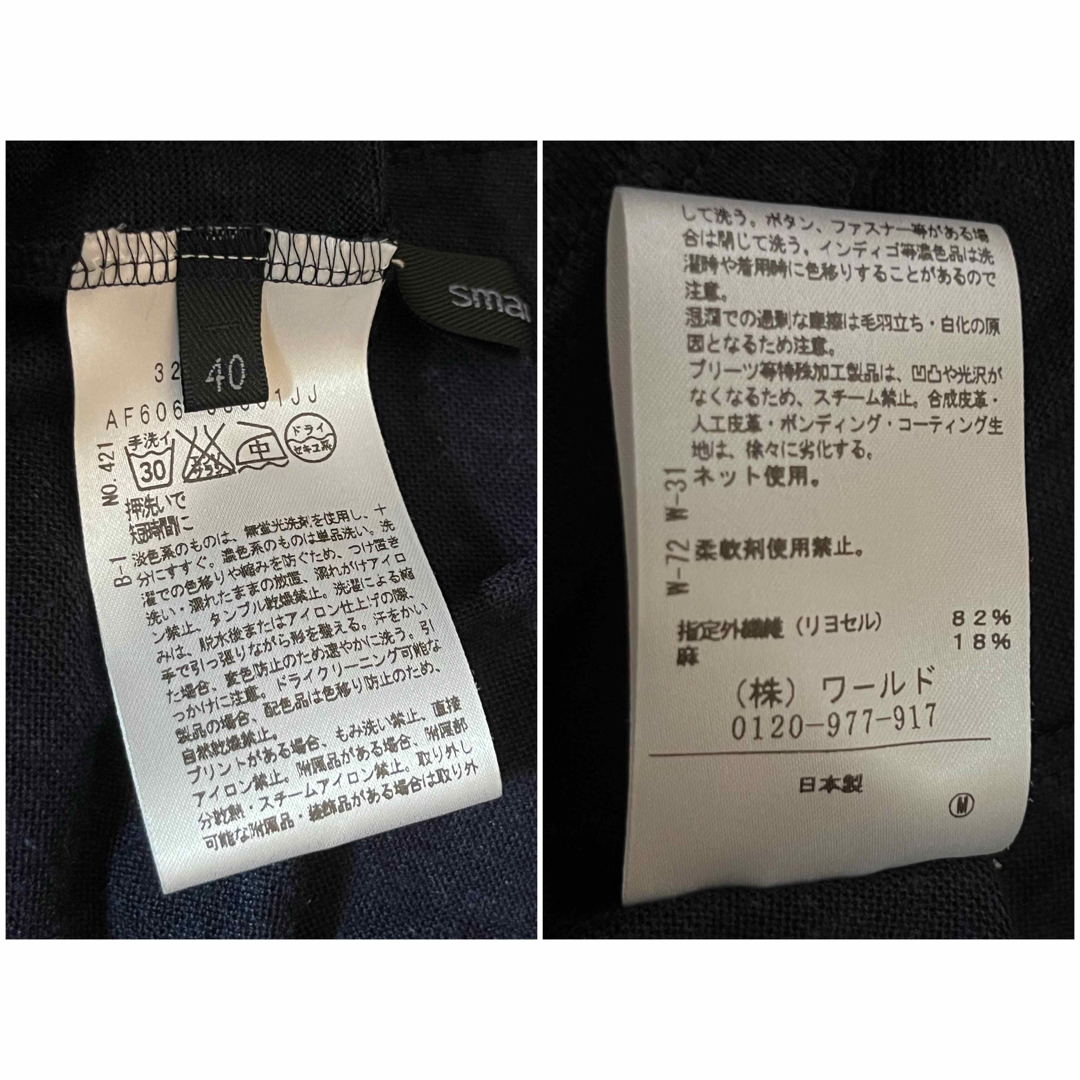 40
手洗イ
30
中
ドライ
セキユ系
NO. 421
押洗いで
短時間に
B-1
淡色系のものは、無蛍光洗剤を使用し、十
分にすすぐ。濃色系のものは単品洗い。洗
濯での色移りや縮みを防ぐため、つけ置き
洗い・濡れたままの放置、濡れがけアイロ
ン禁止。タンブル乾燥禁止。洗濯による縮
みは、脱水後またはアイロン仕上げの際、
手で引っ張りながら形を整える。汗をかい
た場合、変色防止のため速やかに洗う。引
っかけに注意。ドライクリーニング可能な
製品の場合、配色品は色移り防止のため、
自然乾燥禁止。
プリントがある場合、もみ洗い禁止、直接
アイロン禁止。附属品がある場合、取り外し
分散剤・スチームアイロン禁止。附属部
可能な附属品・装飾品がある場合は取り外
して洗う。ボタン、ファスナー等がある場
合は閉じて洗う。インディゴ等濃色品は洗
濯時や着用時に色移りすることがあるので
注意。
湿潤での過剰な摩擦は毛羽立ち・白化の原
因となるため注意。
プリーツ等特殊加工製品は、凹凸や光沢が
なくなるため、スチーム禁止。合成皮革・
人工皮革・ボンディング・コーティング生
地は、徐々に劣化する。
W-31 ネット使用。
W-72 柔軟剤使用禁止。
指定外繊維（リヨセル） 82%
麻 18%
（株）ワールド
0120-977-917
日本製
M